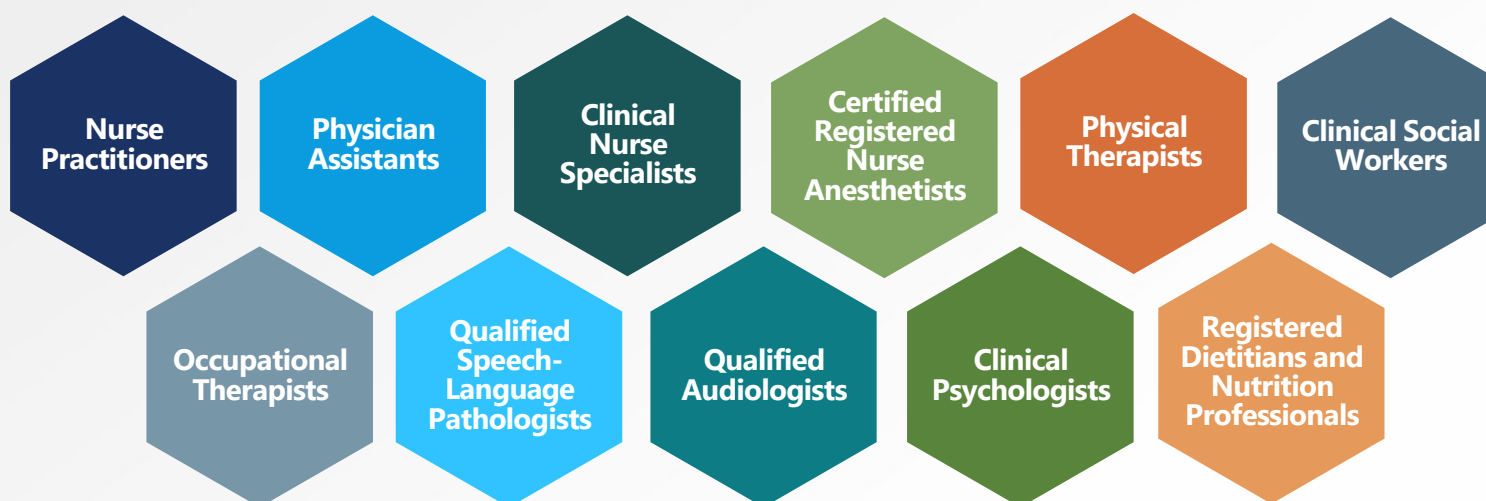 Nurse
Practitioners
Physician
Assistants
Clinical
Nurse
Specialists
Certified
Registered
Nurse
Anesthetists
Physical
Therapists
Clinical Social
Workers
Occupational
Therapists
Qualified
Speech-
Language
Pathologists
Qualified
Audiologists
Clinical
Psychologists
Registered
Dietitians and
Nutrition
Professionals